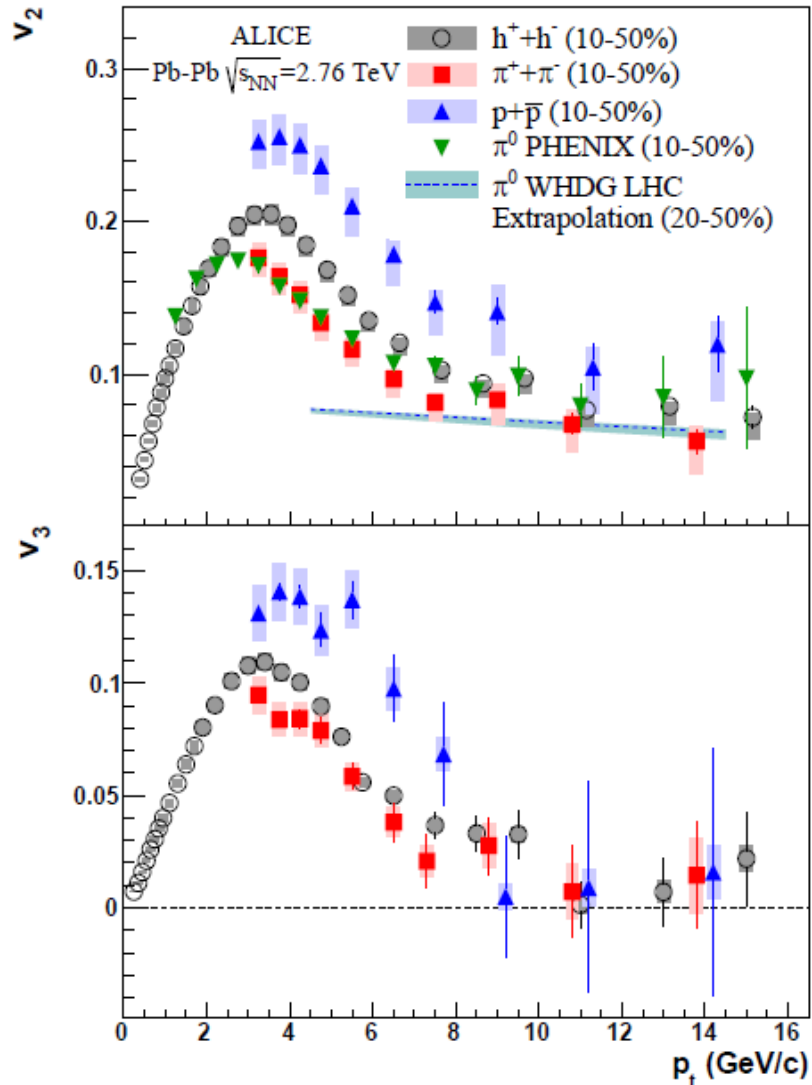 v₂
ALICE
Pb-Pb √s_NN=2.76 TeV
h⁺+h⁻ (10-50%)
π⁺+π⁻ (10-50%)
p+p̅ (10-50%)
π⁰ PHENIX (10-50%)
π⁰ WHDG LHC
Extrapolation (20-50%)
0.3
0.2
0.1
v₃
0.15
0.1
0.05
0
0 2 4 6 8 10 12 14 16
pₜ (GeV/c)